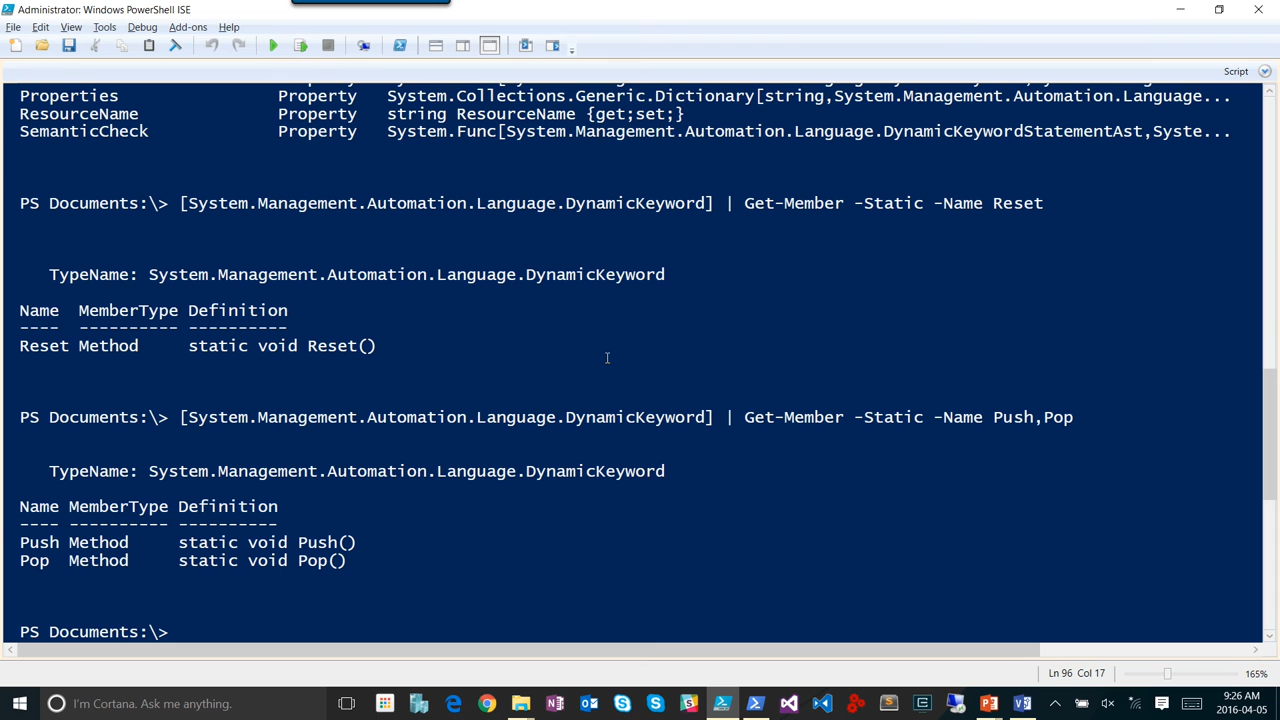 Administrator: Windows PowerShell ISE
File Edit View Tools Debug Add-ons Help
Script
Properties Property System.Collections.Generic.Dictionary[string,System.Management.Automation.Language...
ResourceName Property string ResourceName {get;set;}
SemanticCheck Property System.Func[System.Management.Automation.Language.DynamicKeywordStatementAst,Syste...
PS Documents:\> [System.Management.Automation.Language.DynamicKeyword] | Get-Member -Static -Name Reset
TypeName: System.Management.Automation.Language.DynamicKeyword
Name MemberType Definition
---- ---------- ----------
Reset Method static void Reset()
PS Documents:\> [System.Management.Automation.Language.DynamicKeyword] | Get-Member -Static -Name Push,Pop
TypeName: System.Management.Automation.Language.DynamicKeyword
Name MemberType Definition
---- ---------- ----------
Push Method static void Push()
Pop Method static void Pop()
PS Documents:\>
Ln 96 Col 17 165%
I'm Cortana. Ask me anything.
9:26 AM
2016-04-05